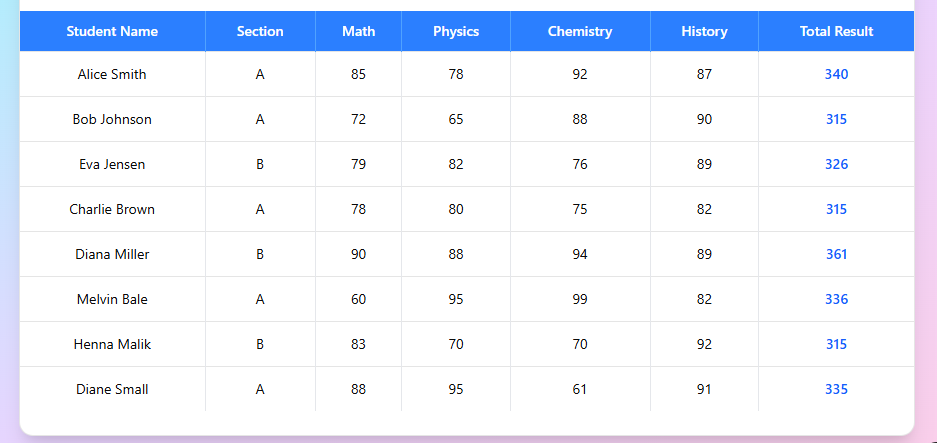 Student Name Section Math Physics Chemistry History Total Result
Alice Smith A 85 78 92 87 340
Bob Johnson A 72 65 88 90 315
Eva Jensen B 79 82 76 89 326
Charlie Brown A 78 80 75 82 315
Diana Miller B 90 88 94 89 361
Melvin Bale A 60 95 99 82 336
Henna Malik B 83 70 70 92 315
Diane Small A 88 95 61 91 335